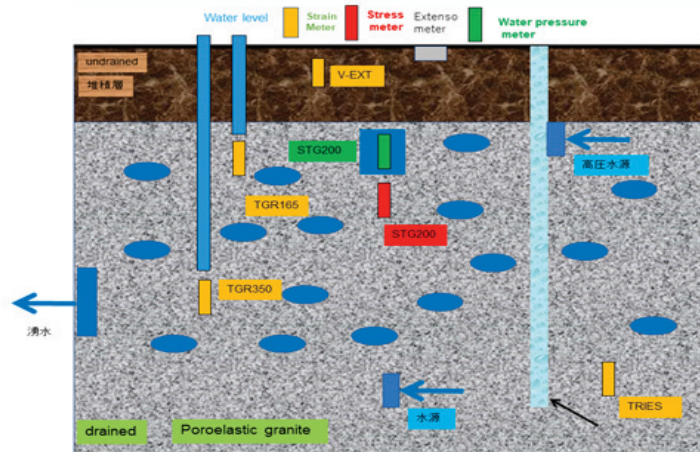 Water level
Strain
Meter
Stress
meter
Extenso
meter
Water pressure
meter
undrained
堆積層
V-EXT
STG200
高圧水源
TGR165
STG200
TGR350
湧水
TRIES
水源
drained
Poroelastic granite